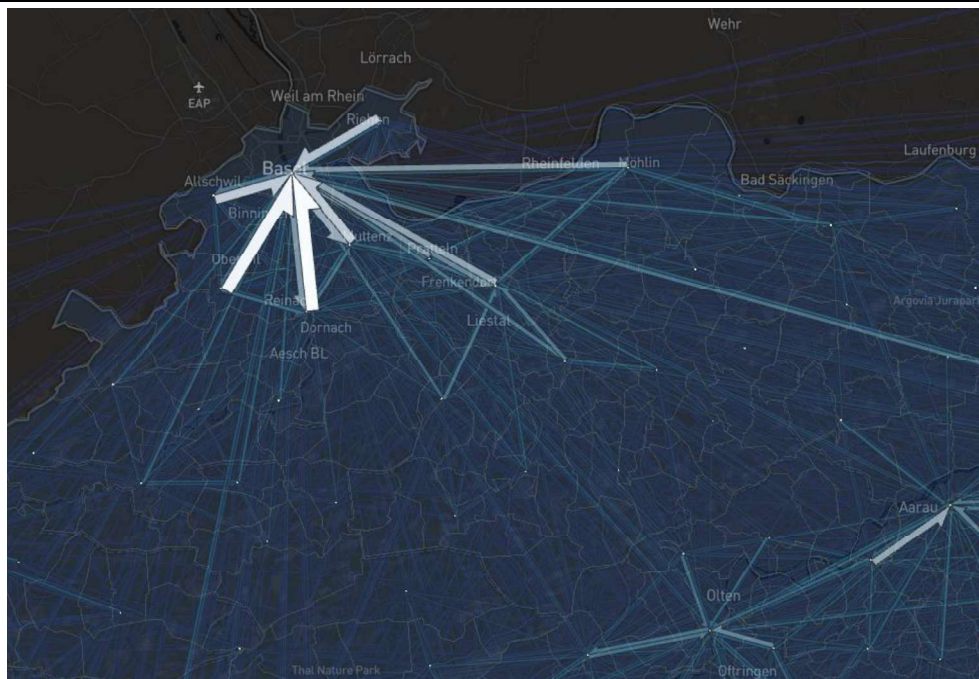 Wehr
Lörrach
EAP
Weil am Rhein
Riehen
Laufenburg
Basel
Rheinfelden
Möhlin
Allschwil
Bad Säckingen
Muttenz
Pratteln
Frenkendorf
Reinach
Argovia Jurapark
Liestal
Dornach
Aesch BL
Aarau
Olten
Thal Nature Park
Oftringen